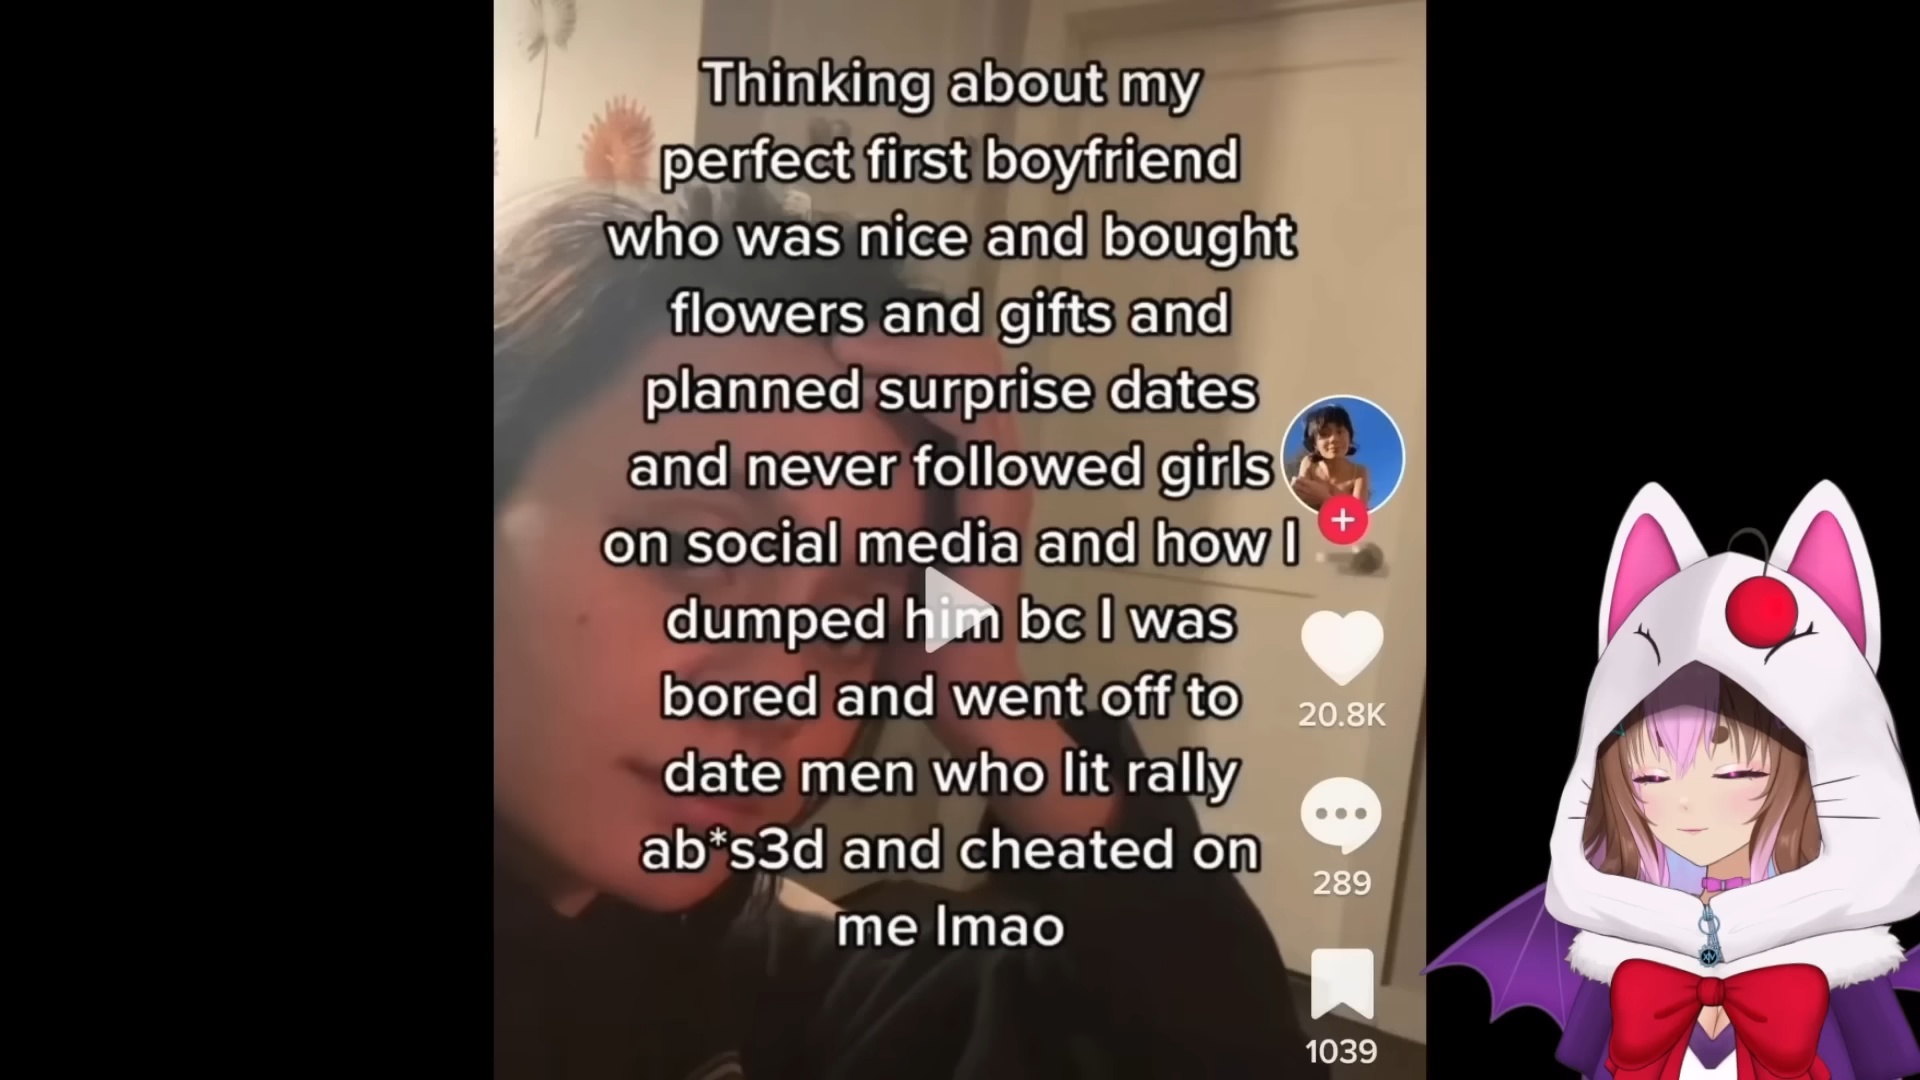 Thinking about my
perfect first boyfriend
who was nice and bought
flowers and gifts and
planned surprise dates
and never followed girls
on social media and how I
dumped him bc I was
bored and went off to
date men who lit rally
ab*s3d and cheated on
me lmao
20.8K
289
1039